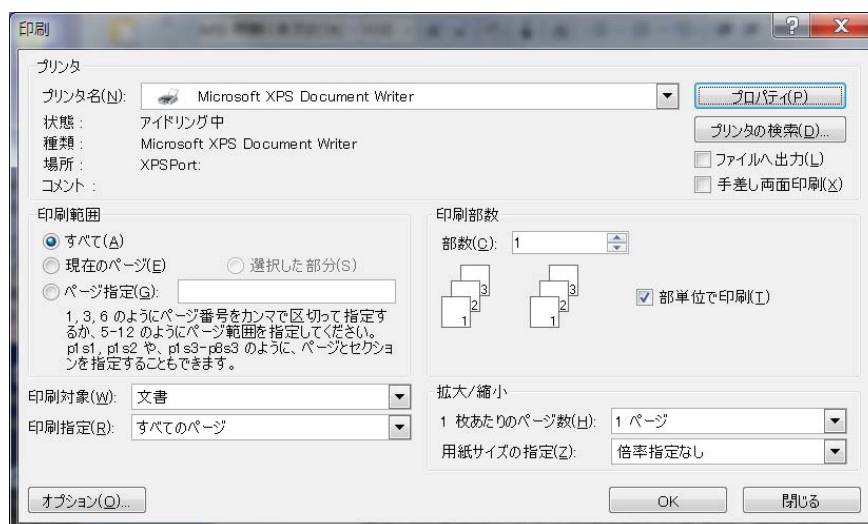 印刷
プリンタ
プリンタ名(N): Microsoft XPS Document Writer
プロパティ(P)
状態： アイドリング中
プリンタの検索(D)...
種類： Microsoft XPS Document Writer
場所： XPSPort:
ファイルへ出力(L)
コメント：
手差し両面印刷(X)
印刷範囲
すべて(A)
現在のページ(E) 選択した部分(S)
ページ指定(G):
1, 3, 6 のようにページ番号をカンマで区切って指定す
るか、5-12 のようにページ範囲を指定してください。
p1s1, p1s2 や、p1s3-p8s3 のように、ページとセクショ
ンを指定することもできます。
印刷部数
部数(C): 1
3 3
2 2
1 1
部単位で印刷(T)
印刷対象(W): 文書
印刷指定(R): すべてのページ
拡大/縮小
1 枚あたりのページ数(H): 1 ページ
用紙サイズの指定(Z): 倍率指定なし
オプション(O)...
OK 閉じる